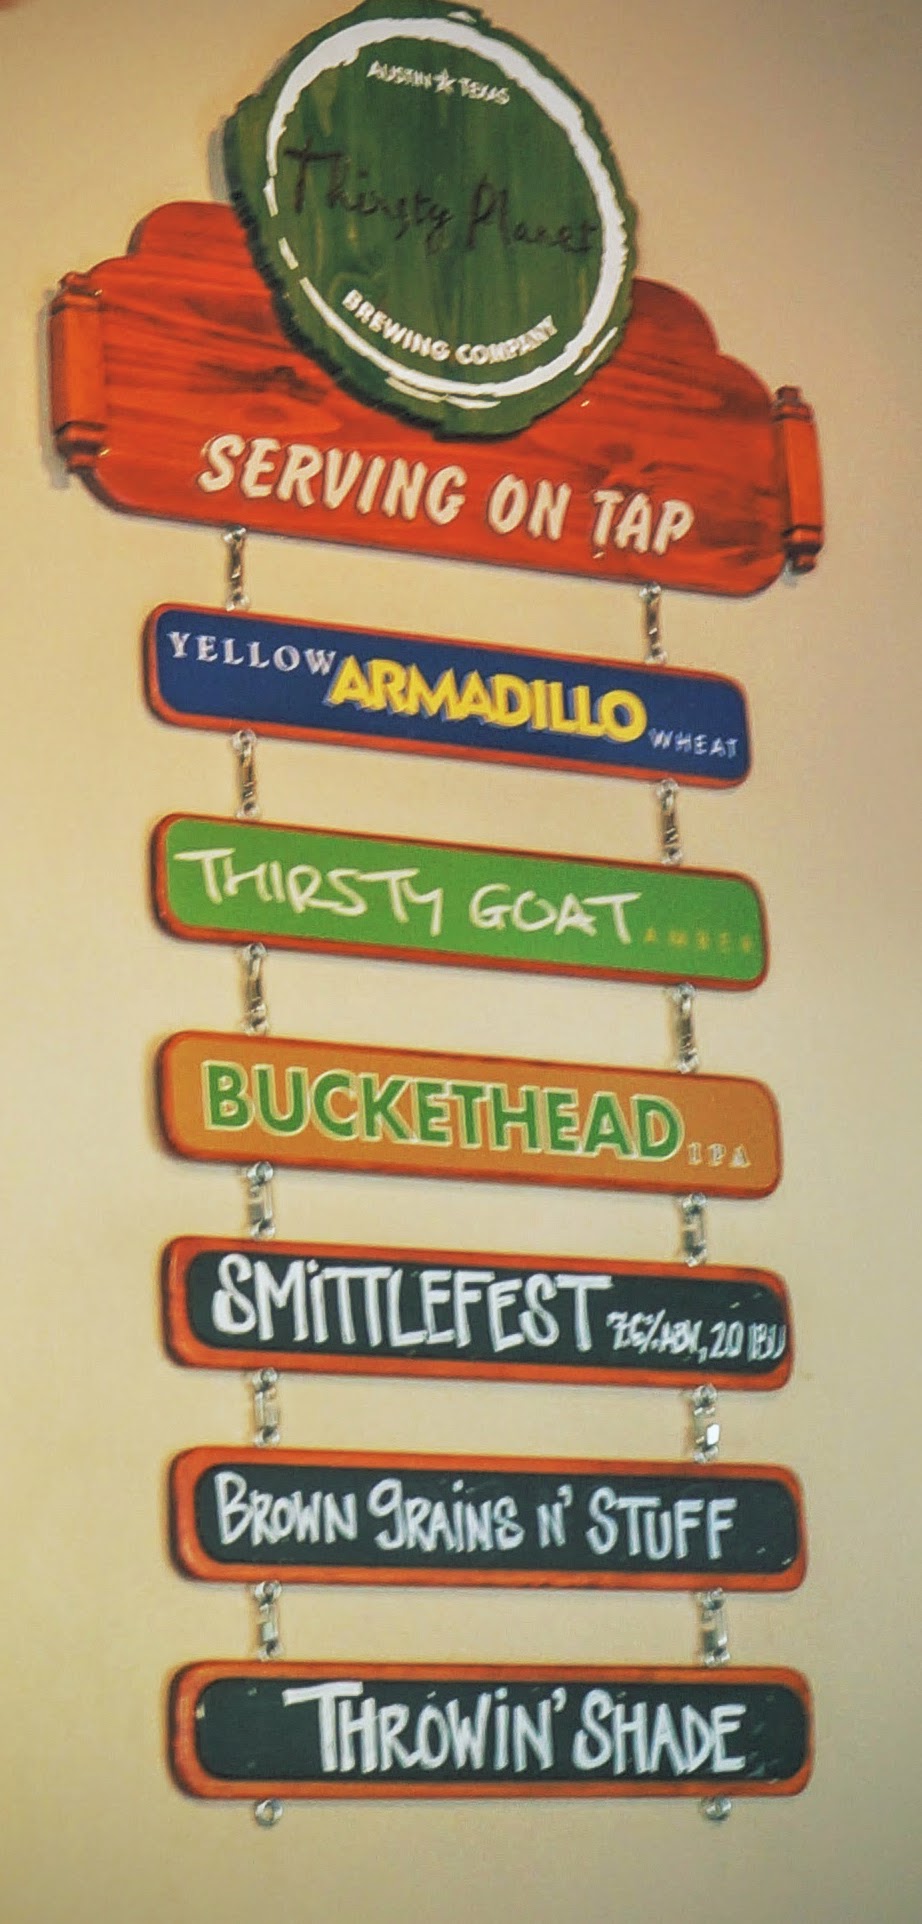 AUSTIN ★ TEXAS
Thirsty Planet
BREWING COMPANY
SERVING ON TAP
YELLOW ARMADILLO WHEAT
THIRSTY GOAT AMBER
BUCKETHEAD IPA
SMiTTLEFEST 7.6% ABV, 20 IBU
BROWN gRAiNS N' STUFF
THROWiN' SHADE